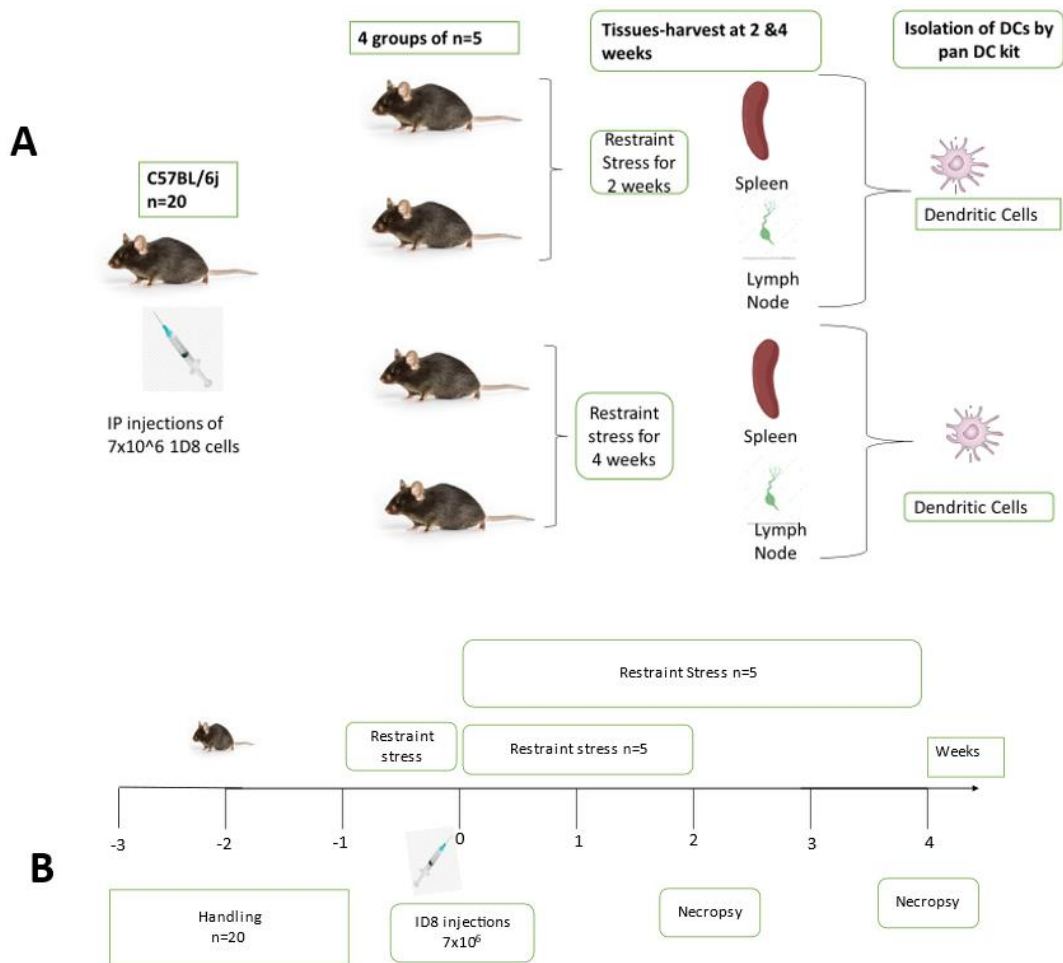 A
4 groups of n=5
Tissues-harvest at 2 &4
weeks
Isolation of DCs by
pan DC kit
C57BL/6j
n=20
IP injections of
7x10^6 1D8 cells
Restraint
Stress for
2 weeks
Spleen
Lymph
Node
Dendritic Cells
Restraint
stress for
4 weeks
Spleen
Lymph
Node
Dendritic Cells
B
Restraint Stress n=5
Restraint
stress
Restraint stress n=5
Weeks
-3
-2
-1
0
1
2
3
4
Handling
n=20
ID8 injections
7x10⁶
Necropsy
Necropsy